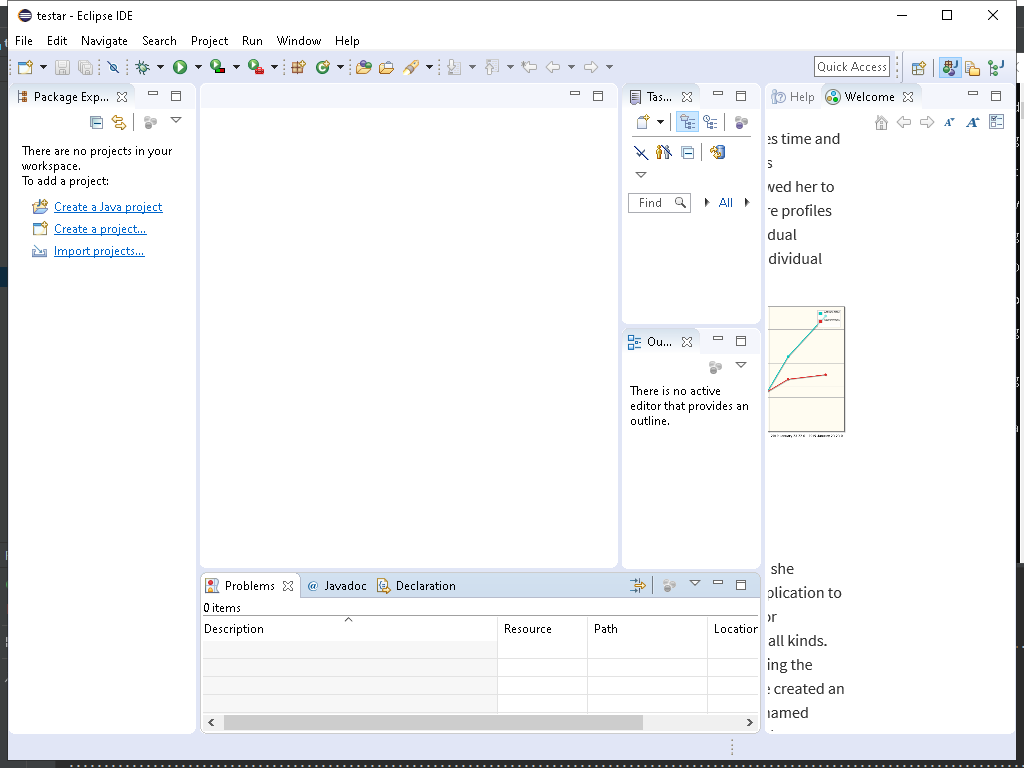 testar - Eclipse IDE
File Edit Navigate Search Project Run Window Help
Quick Access
Package Exp...
There are no projects in your
workspace.
To add a project:
Create a Java project
Create a project...
Import projects...
Tas...
Find
All
Ou...
There is no active
editor that provides an
outline.
Help Welcome
es time and
s
wed her to
re profiles
dual
dividual
she
plication to
or
all kinds.
ing the
created an
named
Problems @ Javadoc Declaration
0 items
Description Resource Path Location